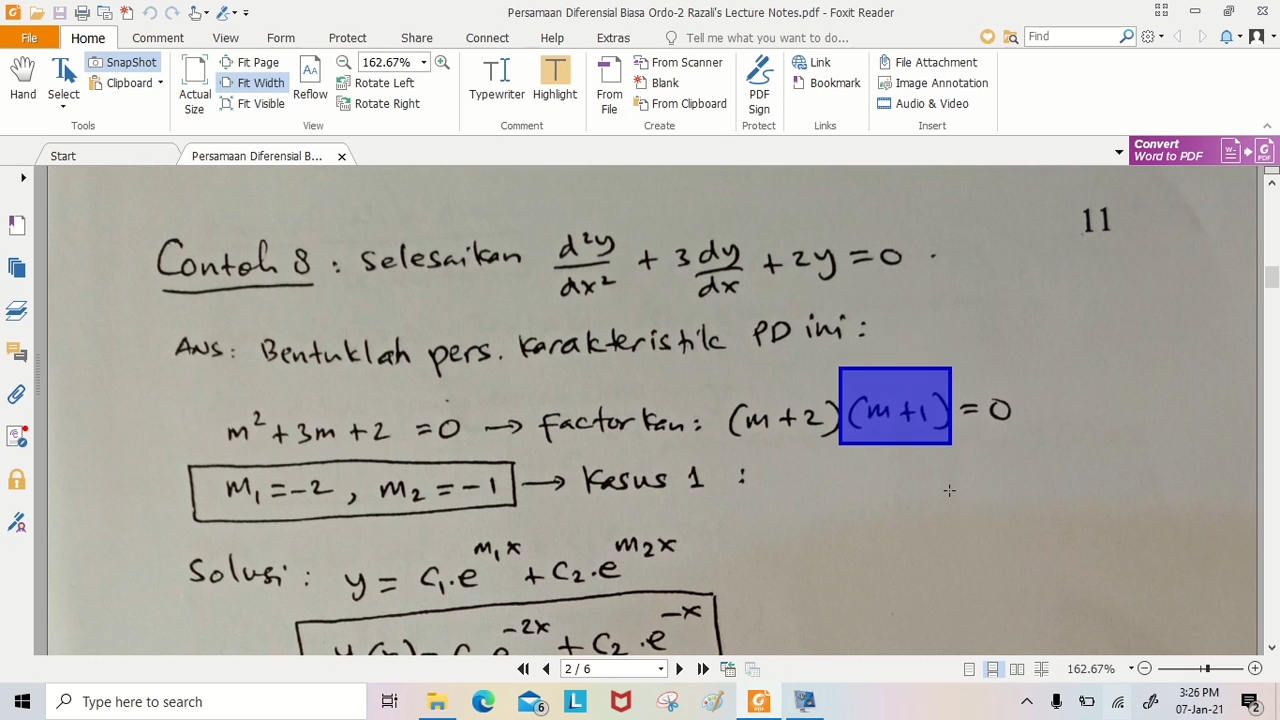 Persamaan Diferensial Biasa Ordo-2 Razali's Lecture Notes.pdf - Foxit Reader
File Home Comment View Form Protect Share Connect Help Extras Tell me what you want to do... Find
Hand
Select
SnapShot
Clipboard
Tools
Actual Size
Fit Page
Fit Width
Fit Visible
Reflow
162.67%
Rotate Left
Rotate Right
View
Typewriter
Highlight
Comment
From File
From Scanner
Blank
From Clipboard
Create
PDF Sign
Protect
Link
Bookmark
Links
File Attachment
Image Annotation
Audio & Video
Insert
Start
Persamaan Diferensial B...
Convert
Word to PDF
11
Contoh 8 : selesaikan d²y/dx² + 3 dy/dx + 2y = 0 .
Ans : Bentuklah pers. karakteristik PD ini :
m² + 3m + 2 = 0 → factorkan : (m + 2) (m + 1) = 0
m₁ = -2 , m₂ = -1 → Kasus 1 :
Solusi : y = C₁.e^m₁x + C₂.e^m₂x
e^-2x + C₂ .e^-x
2 / 6
162.67%
Type here to search
6
3:26 PM
07-Jan-21
2